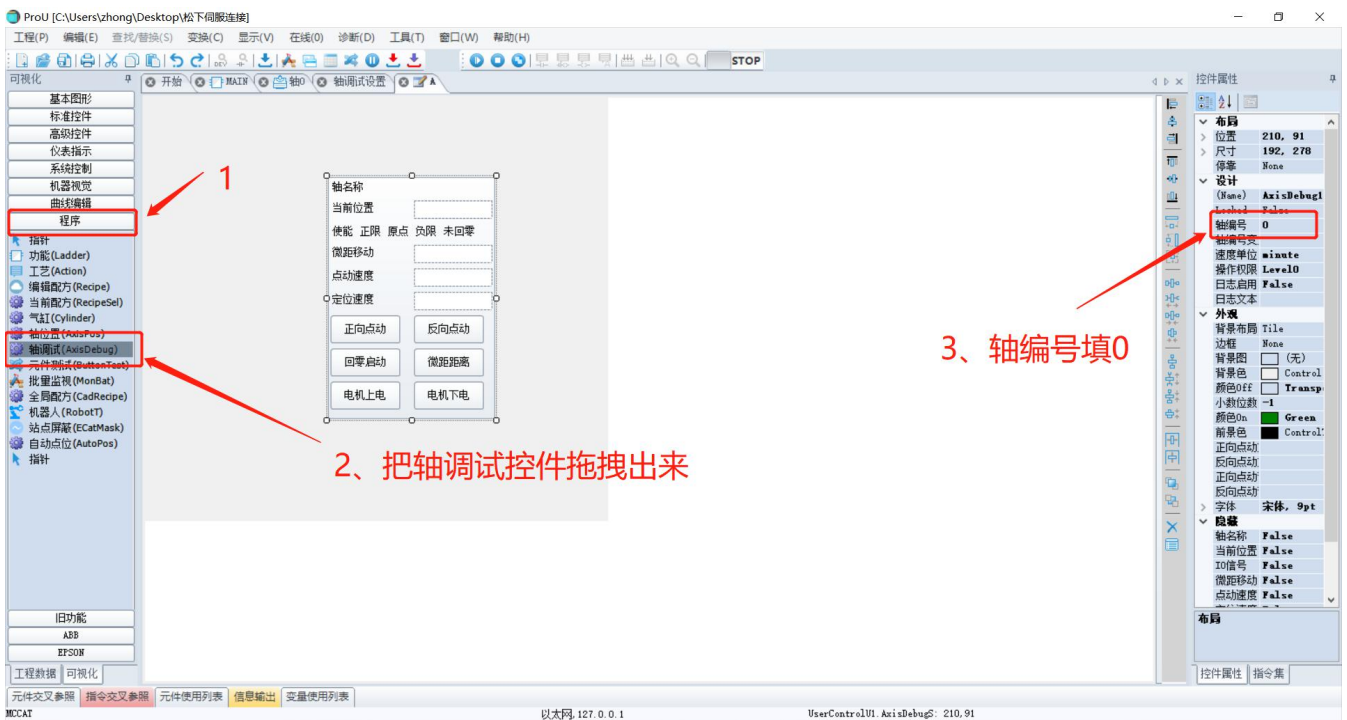 ProU [C:\Users\zhong\Desktop\松下伺服连接]
工程(P) 编辑(E) 查找/替换(S) 变换(C) 显示(V) 在线(O) 诊断(D) 工具(T) 窗口(W) 帮助(H)
STOP
可视化
开始 MAIN 轴0 轴调试设置 A
控件属性
基本图形
标准控件
高级控件
仪表指示
系统控制
机器视觉
曲线编辑
程序
指针
功能(Ladder)
工艺(Action)
编辑配方(Recipe)
当前配方(RecipeSel)
气缸(Cylinder)
轴位置(AxisPos)
轴调试(AxisDebug)
元件测试(ButtonTest)
批里监视(MonBat)
全局配方(CadRecipe)
机器人(RobotT)
站点屏蔽(ECatMask)
自动点位(AutoPos)
指针
旧功能
ABB
EPSON
工程数据 可视化
1
轴名称
当前位置
使能 正限 原点 负限 未回零
微距移动
点动速度
定位速度
正向点动 反向点动
回零启动 微距距离
电机上电 电机下电
2、把轴调试控件拖拽出来
3、轴编号填0
布局
位置 210, 91
尺寸 192, 278
停靠 None
设计
(Name) AxisDebug1
Locked False
轴编号 0
轴编号变
速度单位 minute
操作权限 Level0
日志启用 False
日志文本
外观
背景布局 Tile
边框 None
背景图 (无)
背景色 Control
颜色Off Transp
小数位数 -1
颜色On Green
前景色 Control
正向点动
反向点动
正向点动
反向点动
字体 宋体, 9pt
隐藏
轴名称 False
当前位置 False
IO信号 False
微距移动 False
点动速度 False
布局
控件属性 指令集
元件交叉参照 指令交叉参照 元件使用列表 信息输出 变量使用列表
MCCAT 以太网,127.0.0.1 UserControlV1.AxisDebugS: 210,91